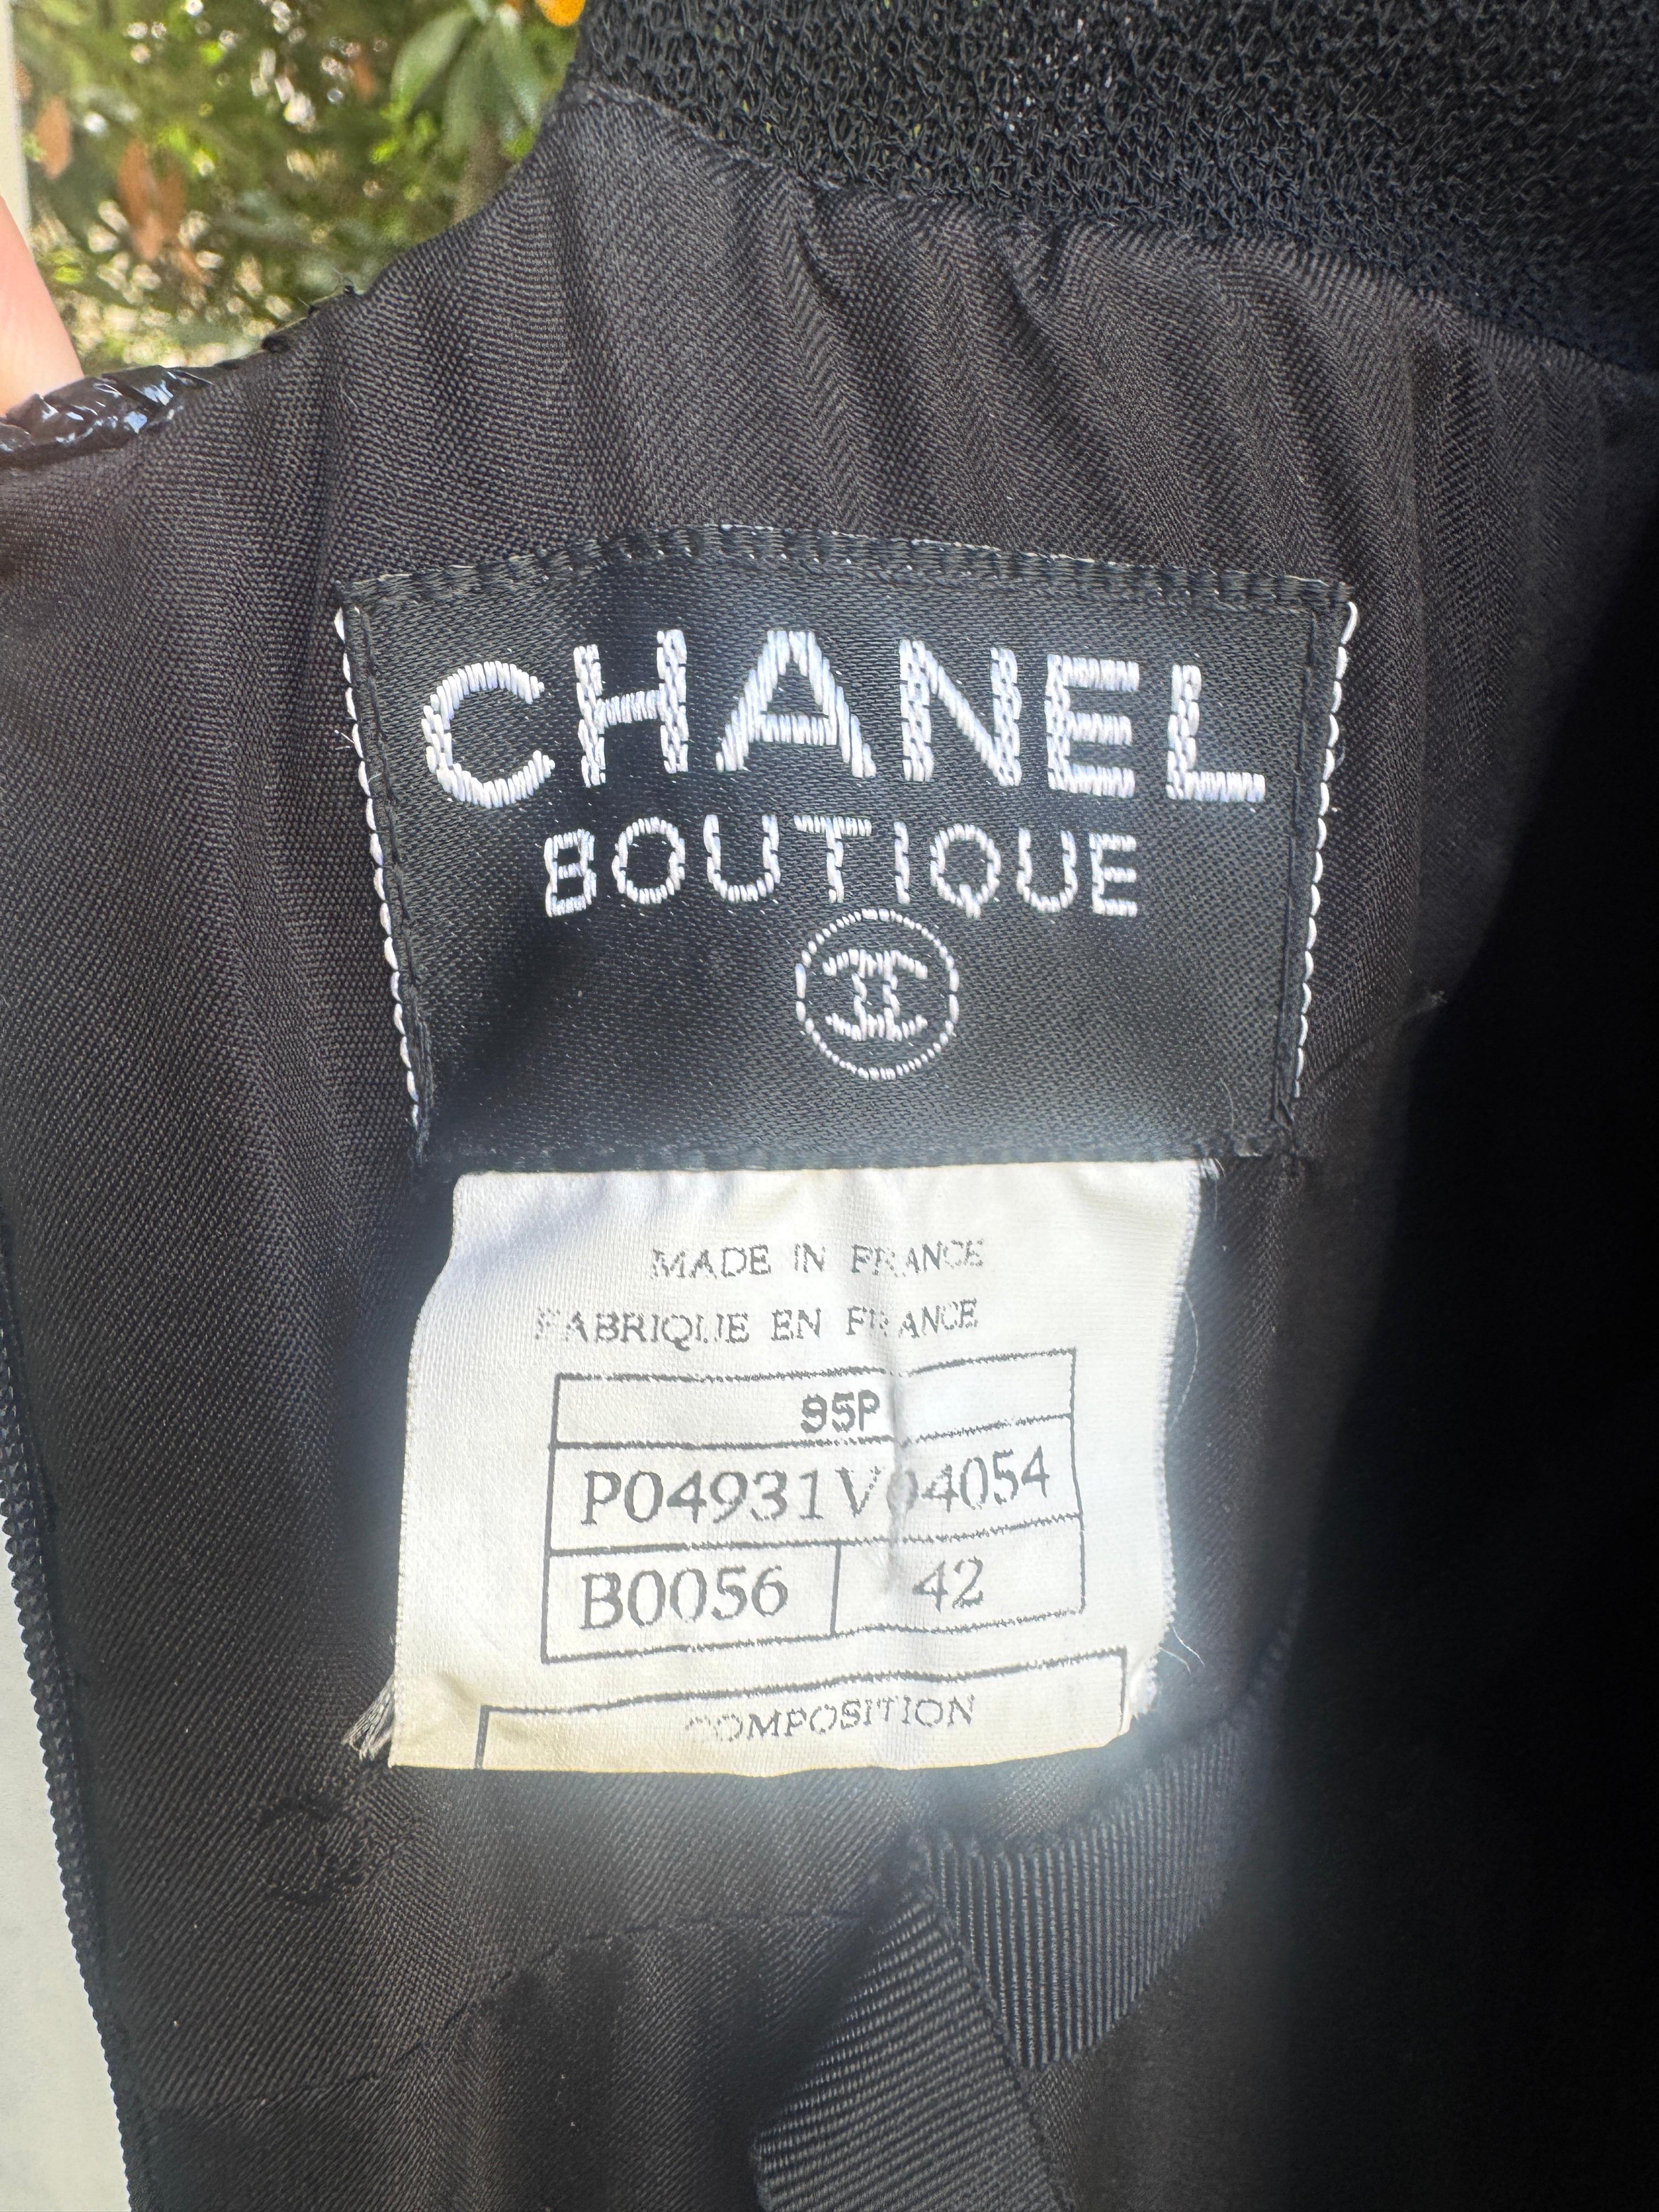 CHANEL
BOUTIQUE
MADE IN FRANCE
FABRIQUE EN FRANCE
95P
P04931V04054
B0056 42
COMPOSITION